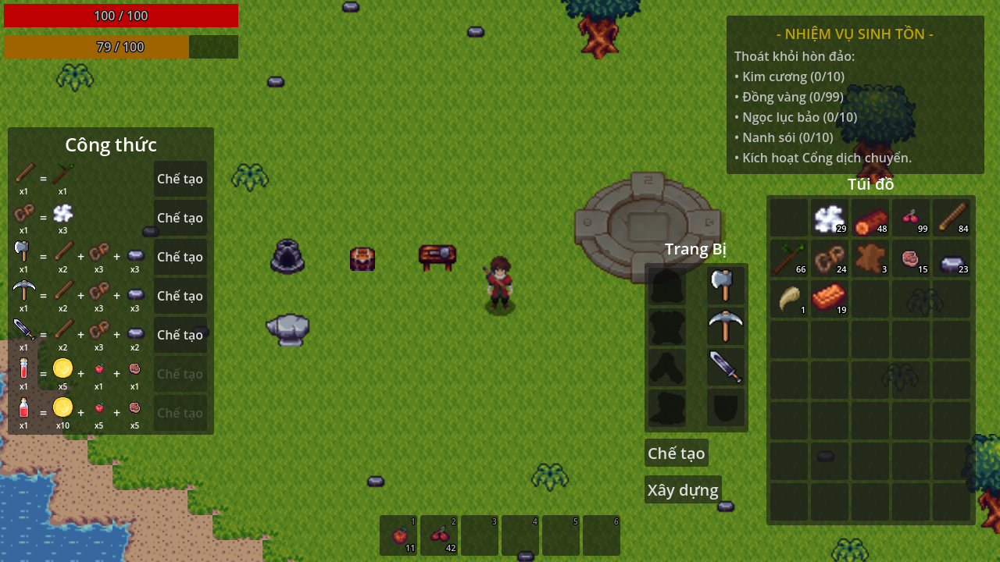 100 / 100
79 / 100
- NHIỆM VỤ SINH TỒN -
Thoát khỏi hòn đảo:
• Kim cương (0/10)
• Đồng vàng (0/99)
• Ngọc lục bảo (0/10)
• Nanh sói (0/10)
• Kích hoạt Cổng dịch chuyển.
Công thức
= Chế tạo
x1 x1
= Chế tạo
x1 x3
= + + Chế tạo
x1 x2 x3 x3
= + + Chế tạo
x1 x2 x3 x3
= + + Chế tạo
x1 x2 x3 x2
= + + Chế tạo
x1 x5 x1 x1
= + + Chế tạo
x1 x10 x5 x5
Trang Bị
Chế tạo
Xây dựng
Túi đồ
29 48 99 84
66 24 3 15 23
1 19
1 2 3 4 5 6
11 42